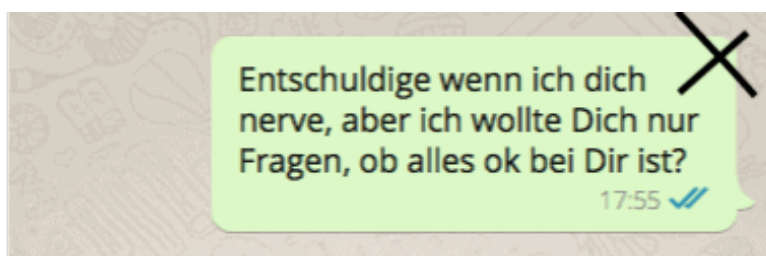 Entschuldige wenn ich dich
nerve, aber ich wollte Dich nur
Fragen, ob alles ok bei Dir ist?
17:55